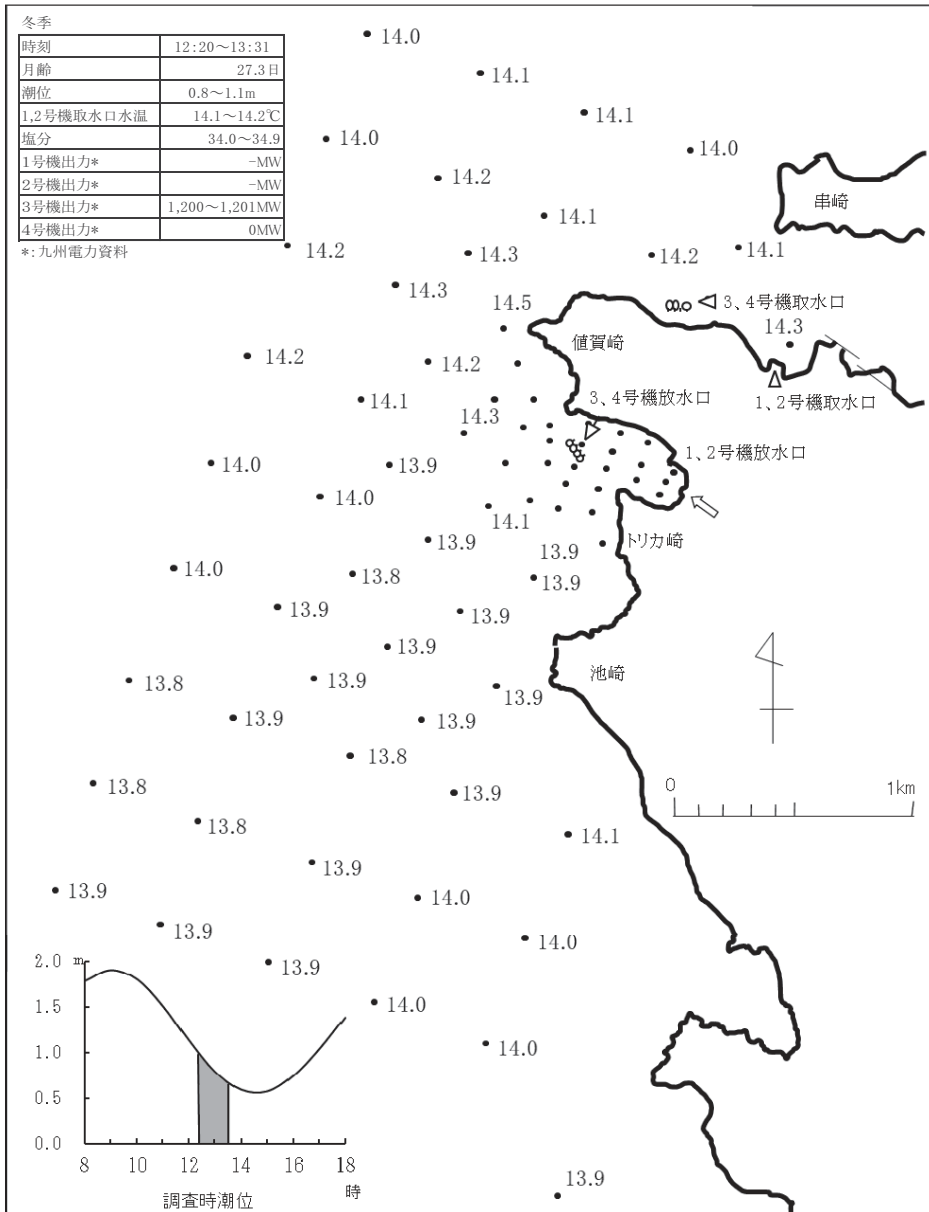 冬季
時刻 12:20～13:31
月齢 27.3日
潮位 0.8～1.1m
1,2号機取水口水温 14.1～14.2℃
塩分 34.0～34.9
1号機出力* -MW
2号機出力* -MW
3号機出力* 1,200～1,201MW
4号機出力* 0MW
*:九州電力資料
14.0
14.1
14.1
14.0
14.0
14.2
串崎
14.1
14.2
14.3
14.2
14.1
14.3
14.5
3、4号機取水口
14.3
値賀崎
14.2
14.2
3、4号機放水口
1、2号機取水口
14.1
14.3
1、2号機放水口
14.0
13.9
14.0
14.1
13.9
13.9
トリカ崎
14.0
13.8
13.9
13.9
13.9
13.9
池崎
13.8
13.9
13.9
13.9
13.9
13.8
0 1km
13.8
13.9
13.8
14.1
13.9
13.9
14.0
13.9
14.0
13.9
14.0
14.0
13.9
2.0 m
1.5
1.0
0.5
0.0
8 10 12 14 16 18
時
調査時潮位